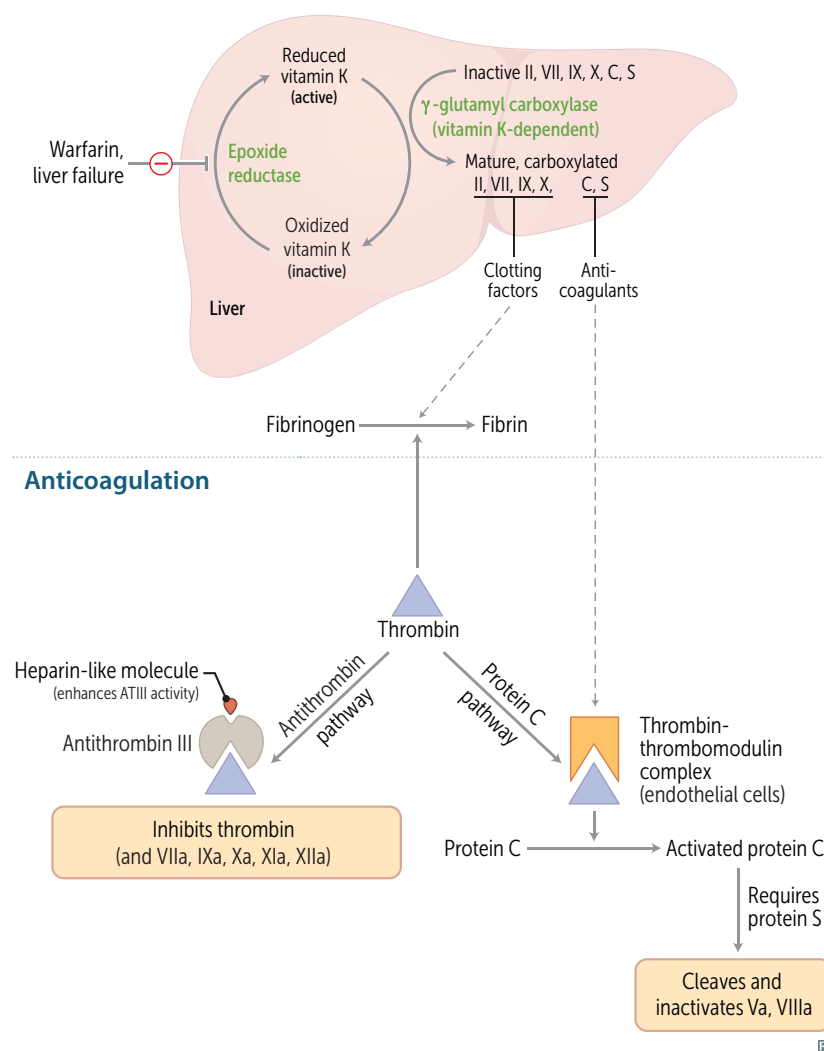 Reduced
vitamin K
(active)
Inactive II, VII, IX, X, C, S
γ-glutamyl carboxylase
(vitamin K-dependent)
Warfarin,
liver failure
Epoxide
reductase
Mature, carboxylated
II, VII, IX, X, C, S
Oxidized
vitamin K
(inactive)
Clotting
factors
Anti-
coagulants
Liver
Fibrinogen
Fibrin
Anticoagulation
Thrombin
Heparin-like molecule
(enhances ATIII activity)
Antithrombin
pathway
Protein C
pathway
Antithrombin III
Thrombin-
thrombomodulin
complex
(endothelial cells)
Inhibits thrombin
(and VIIa, IXa, Xa, XIa, XIIa)
Protein C
Activated protein C
Requires
protein S
Cleaves and
inactivates Va, VIIIa